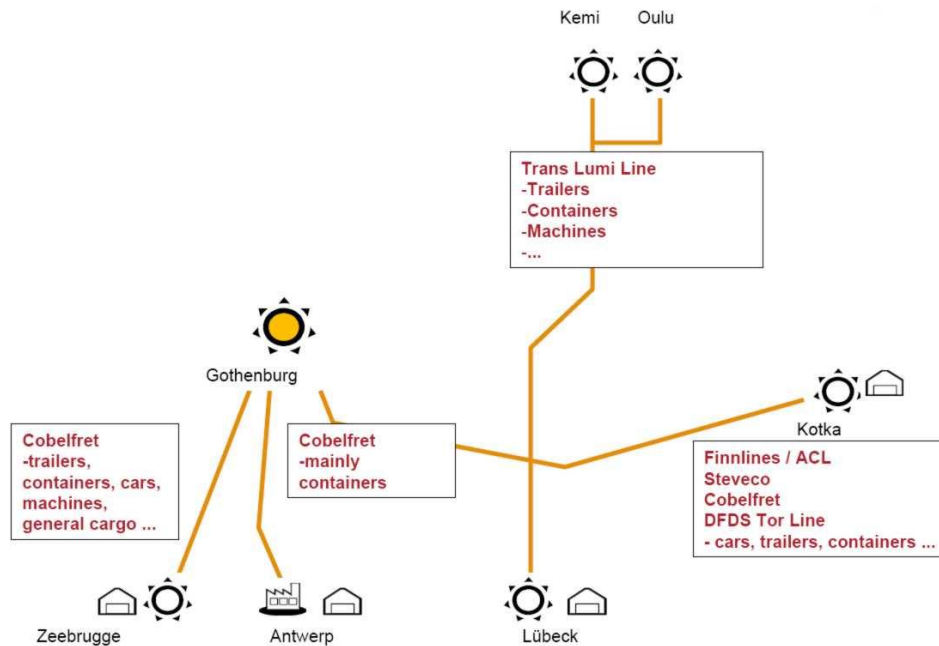 Kemi
Oulu
Trans Lumi Line
-Trailers
-Containers
-Machines
-...
Gothenburg
Cobelfret
-trailers,
containers, cars,
machines,
general cargo ...
Cobelfret
-mainly
containers
Kotka
Finnlines / ACL
Steveco
Cobelfret
DFDS Tor Line
- cars, trailers, containers ...
Zeebrugge
Antwerp
Lübeck